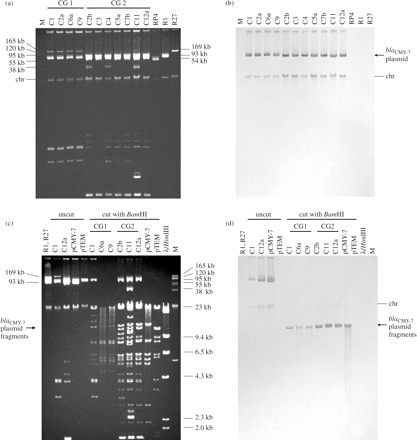 (a)
CG 1
CG 2
M
C1
C2a
C6a
C9
C2b
C3
C4
C5a
C2b
C11
C12a
RP4
R1
R27
165 kb
120 kb
95 kb
55 kb
38 kb
chr
169 kb
93 kb
54 kb
(b)
M
C1
C2a
C6a
C9
C2b
C3
C4
C5a
C2b
C11
C12a
RP4
R1
R27
blaCMY-7
plasmid
chr
(c)
uncut
cut with BamHI
CG1
CG2
R1, R27
C1
C12a
pCMY-7
pTEM
C1
C6a
C9
C2b
C11
C12a
pCMY-7
pTEM
λ/HindIII
M
169 kb
93 kb
blaCMY-7
plasmid
fragments
165 kb
120 kb
95 kb
55 kb
38 kb
23 kb
9.4 kb
6.5 kb
4.3 kb
2.3 kb
2.0 kb
(d)
uncut
cut with BamHI
CG1
CG2
R1, R27
C1
C12a
pCMY-7
pTEM
C1
C6a
C9
C2b
C11
C12a
pCMY-7
pTEM
λ/HindIII
M
chr
blaCMY-7
plasmid
fragments